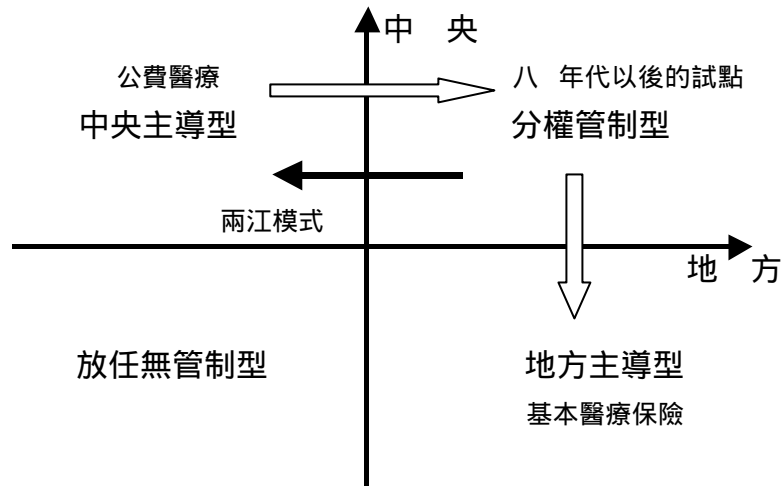 中 央
公費醫療
八 年代以後的試點
中央主導型
分權管制型
兩江模式
地 方
放任無管制型
地方主導型
基本醫療保險